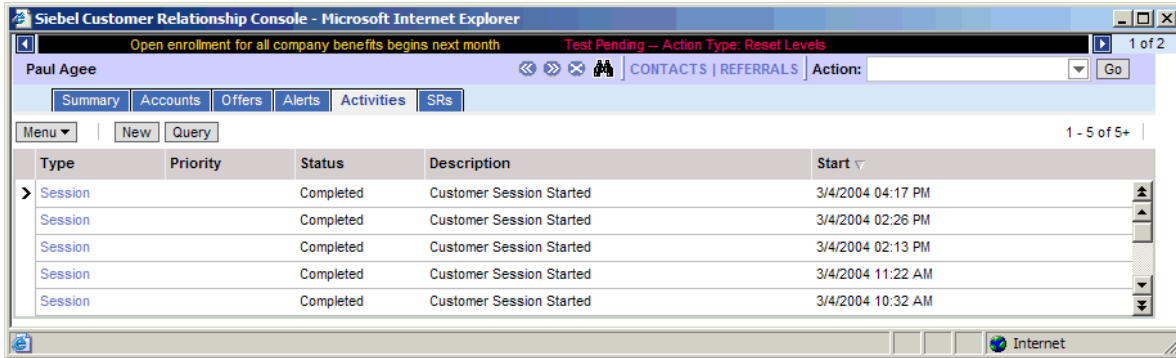 Siebel Customer Relationship Console - Microsoft Internet Explorer
Open enrollment for all company benefits begins next month Test Pending -- Action Type: Reset Levels 1 of 2
Paul Agee CONTACTS | REFERRALS Action: Go
Summary Accounts Offers Alerts Activities SRs
Menu New Query 1 - 5 of 5+
Type Priority Status Description Start
Session Completed Customer Session Started 3/4/2004 04:17 PM
Session Completed Customer Session Started 3/4/2004 02:26 PM
Session Completed Customer Session Started 3/4/2004 02:13 PM
Session Completed Customer Session Started 3/4/2004 11:22 AM
Session Completed Customer Session Started 3/4/2004 10:32 AM
Internet